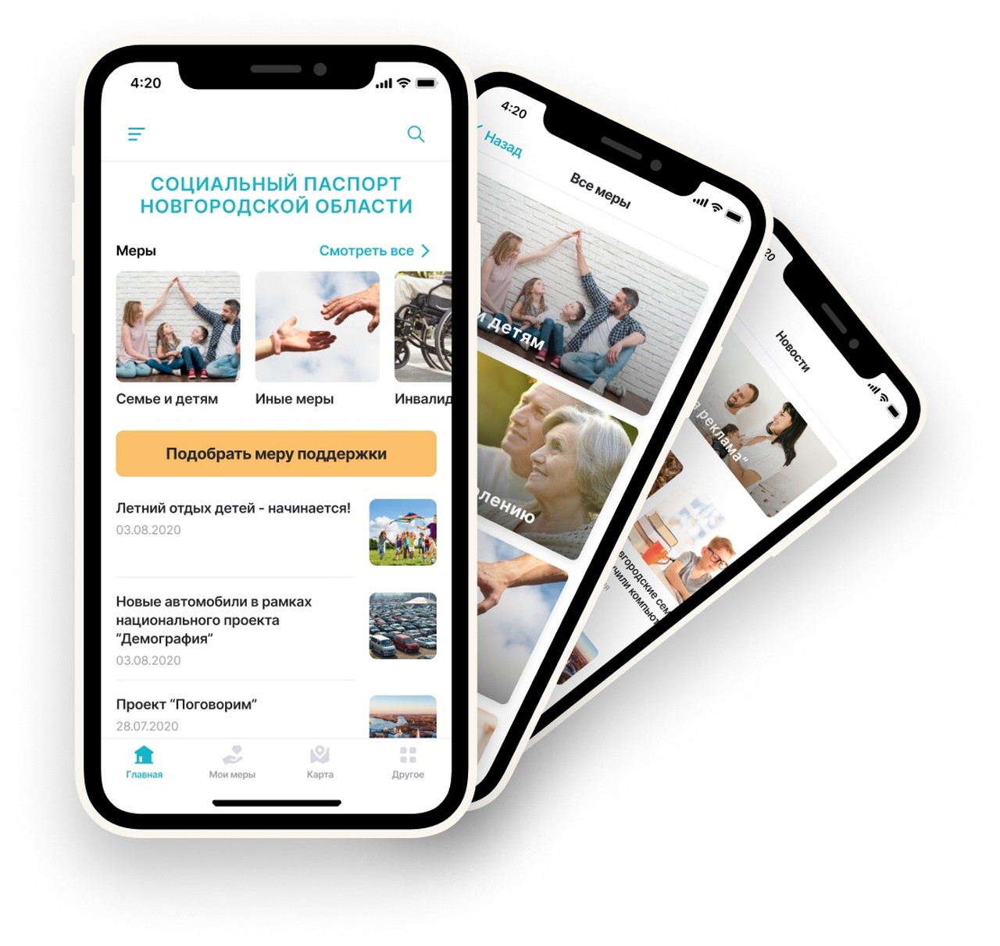 4:20
СОЦИАЛЬНЫЙ ПАСПОРТ
НОВГОРОДСКОЙ ОБЛАСТИ
Меры
Смотреть все
Семье и детям
Иные меры
Инвалид
Подобрать меру поддержки
Летний отдых детей - начинается!
03.08.2020
Новые автомобили в рамках
национального проекта
”Демография”
03.08.2020
Проект “Поговорим”
28.07.2020
Главная
Мои меры
Карта
Другое
4:20
Назад
Все меры
и детям
олению
20
Новости
я реклама”
вгородские сем
чили компьют